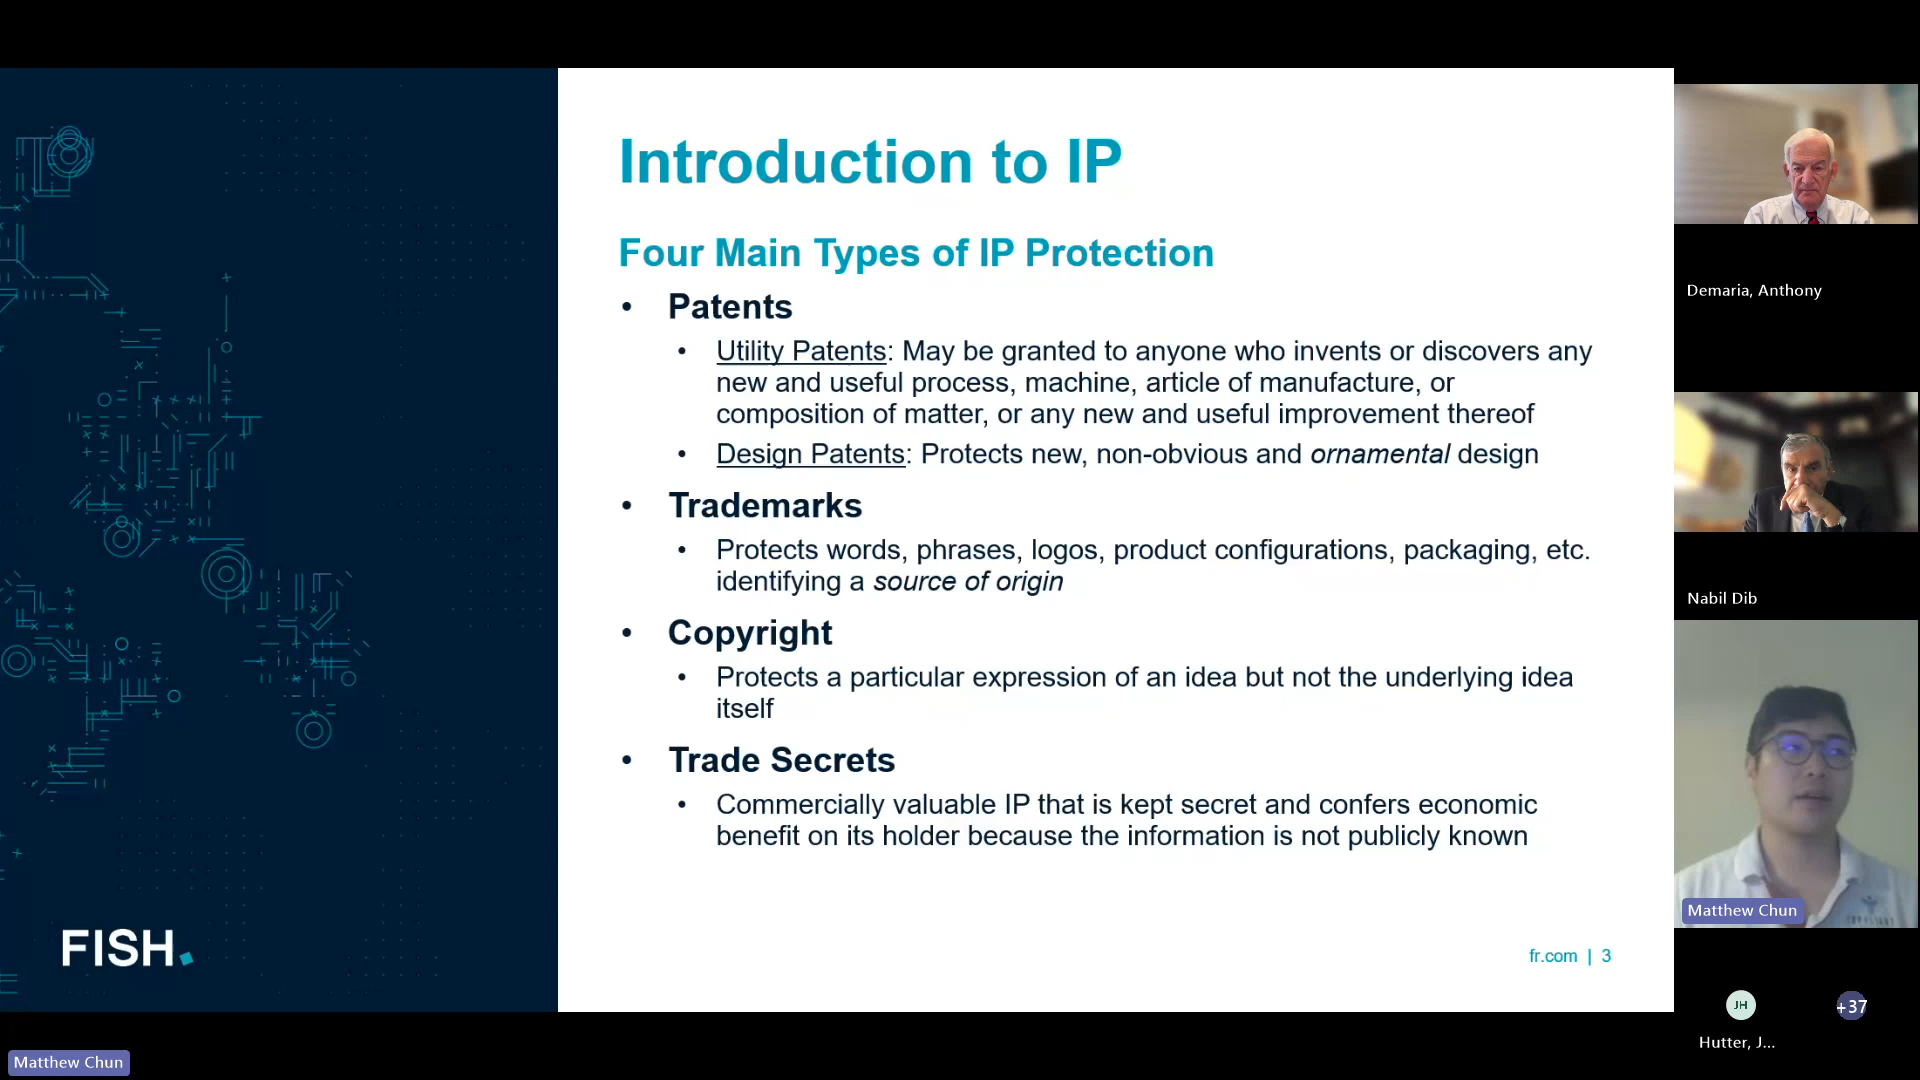 Introduction to IP
Four Main Types of IP Protection
• Patents
• Utility Patents: May be granted to anyone who invents or discovers any
new and useful process, machine, article of manufacture, or
composition of matter, or any new and useful improvement thereof
• Design Patents: Protects new, non-obvious and ornamental design
• Trademarks
• Protects words, phrases, logos, product configurations, packaging, etc.
identifying a source of origin
• Copyright
• Protects a particular expression of an idea but not the underlying idea
itself
• Trade Secrets
• Commercially valuable IP that is kept secret and confers economic
benefit on its holder because the information is not publicly known
FISH.
fr.com | 3
Demaria, Anthony
Nabil Dib
Matthew Chun
JH
+37
Hutter, J...
Matthew Chun